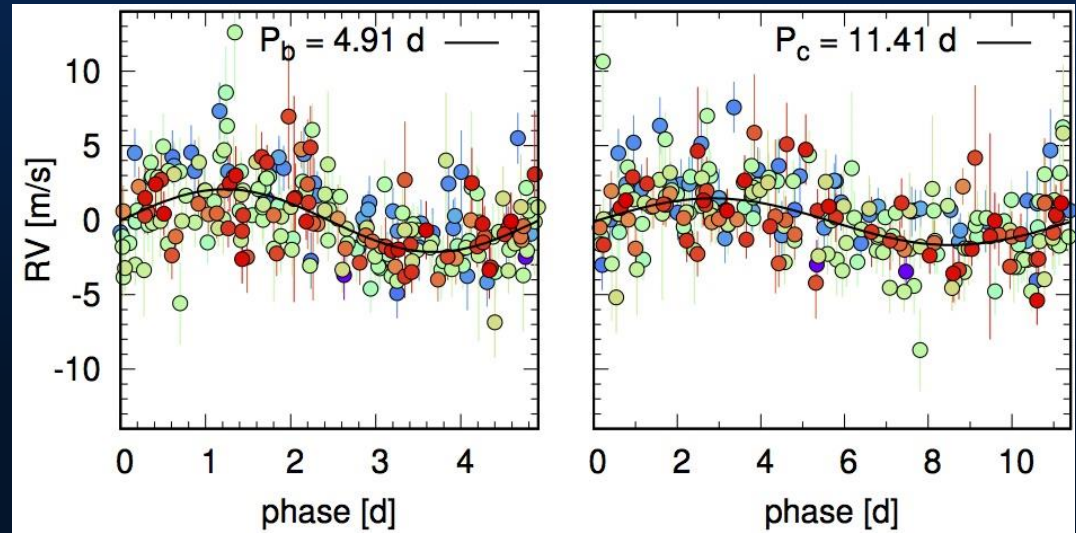 P_b = 4.91 d
P_c = 11.41 d
10
5
0
-5
-10
RV [m/s]
0 1 2 3 4
0 2 4 6 8 10
phase [d]
phase [d]